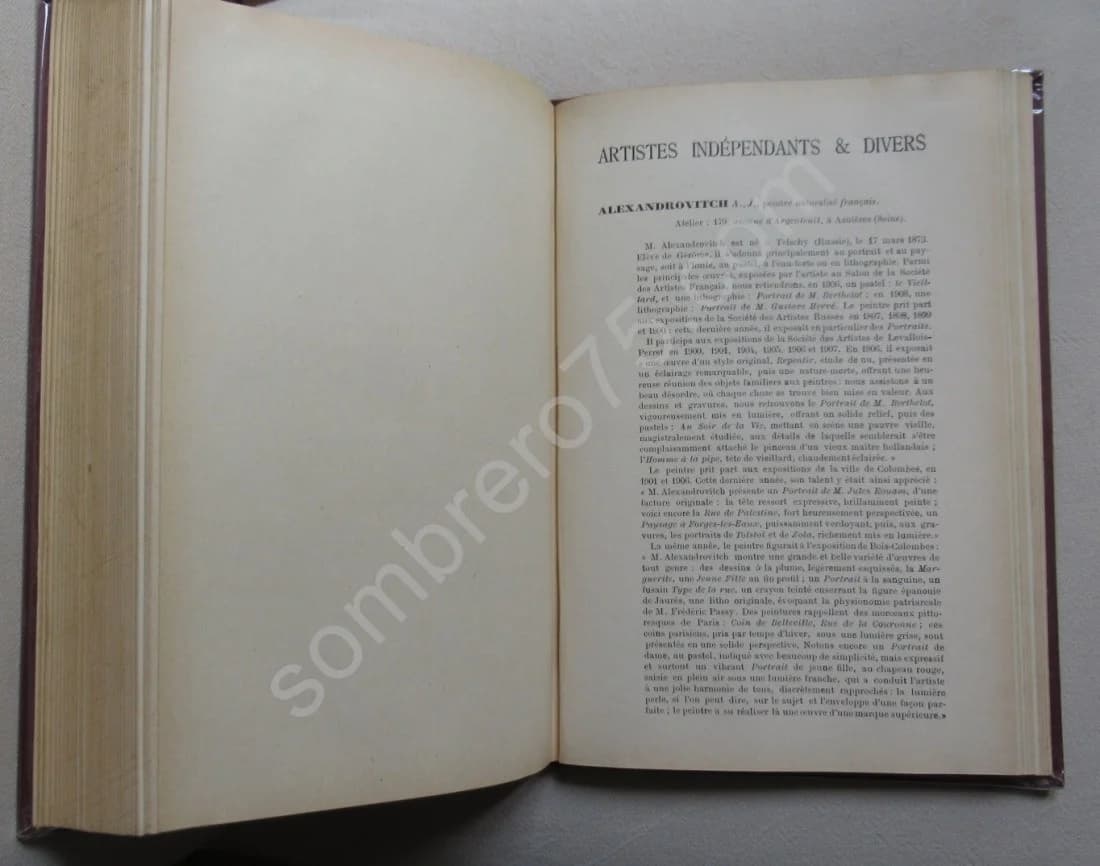 ARTISTES INDÉPENDANTS & DIVERS
ALEXANDROVITCH A., J., peintre naturalisé français.
Atelier : 179 d'Argenteuil, à Asnières (Seine).
M. Alexandrovitch est né Telschy (Russie), le 17 mars 1873.
Elève de Gérôme, il s'adonne principalement au portrait et au pay-
sage, soit à l'huile, au pastel, à l'eau-forte ou en lithographie. Parmi
les principales œuvres, exposées par l'artiste au Salon de la Société
des Artistes Français, nous retiendrons, en 1906, un pastel : le Vieil-
lard, et une lithographie : Portrait de M. Berthelot ; en 1908, une
lithographie : Portrait de M. Gustave Hervé. Le peintre prit part
aux expositions de la Société des Artistes Russes en 1897, 1898, 1899
et 1900 ; cette dernière année, il exposait en particulier des Portraits.
Il participa aux expositions de la Société des Artistes de Levallois-
Perret en 1900, 1901, 1904, 1905, 1906 et 1907. En 1906, il exposait
« une œuvre d'un style original, Repentir, étude de nu, présentée en
un éclairage remarquable, puis une nature-morte, offrant une heu-
reuse réunion des objets familiers aux peintres : nous assistons à un
beau désordre, où chaque chose se trouve bien mise en valeur. Aux
dessins et gravures, nous retrouvons le Portrait de M. Berthelot,
vigoureusement mis en lumière, offrant un solide relief, puis des
pastels : Au Soir de la Vie, mettant en scène une pauvre vieille,
magistralement étudiée, aux détails de laquelle semblerait s'être
complaisamment attaché le pinceau d'un vieux maître hollandais ;
l'Homme à la pipe, tête de vieillard, chaudement éclairée. »
Le peintre prit part aux expositions de la ville de Colombes, en
1901 et 1906. Cette dernière année, son talent y était ainsi apprécié :
« M. Alexandrovitch présente un Portrait de M. Jules Rouam, d'une
facture originale : la tête ressort expressive, brillamment peinte ;
voici encore la Rue de Palestine, fort heureusement perspectivée, un
Paysage à Forges-les-Eaux, puissamment verdoyant, puis, aux gra-
vures, les portraits de Tolstoï et de Zola, richement mis en lumière.»
La même année, le peintre figurait à l'exposition de Bois-Colombes :
« M. Alexandrovitch montre une grande et belle variété d'œuvres de
tout genre : des dessins à la plume, légèrement esquissés, la Mar-
guerite, une Jeune Fille au fin profil ; un Portrait à la sanguine, un
fusain Type de la rue, un crayon teinté enserrant la figure épanouie
de Jaurès, une litho originale, évoquant la physionomie patriarcale
de M. Frédéric Passy. Des peintures rappellent des morceaux pitto-
resques de Paris : Coin de Belleville, Rue de la Couronne ; ces
coins parisiens, pris par temps d'hiver, sous une lumière grise, sont
présentés en une solide perspective. Notons encore un Portrait de
dame, au pastel, indiqué avec beaucoup de simplicité, mais expressif
et surtout un vibrant Portrait de jeune fille, au chapeau rouge,
saisie en plein air sous une lumière franche, qui a conduit l'artiste
à une jolie harmonie de tons, discrètement rapprochés : la lumière
perle, si l'on peut dire, sur le sujet et l'enveloppe d'une façon par-
faite ; le peintre a su réaliser là une œuvre d'une marque supérieure.»
sombrero75.com